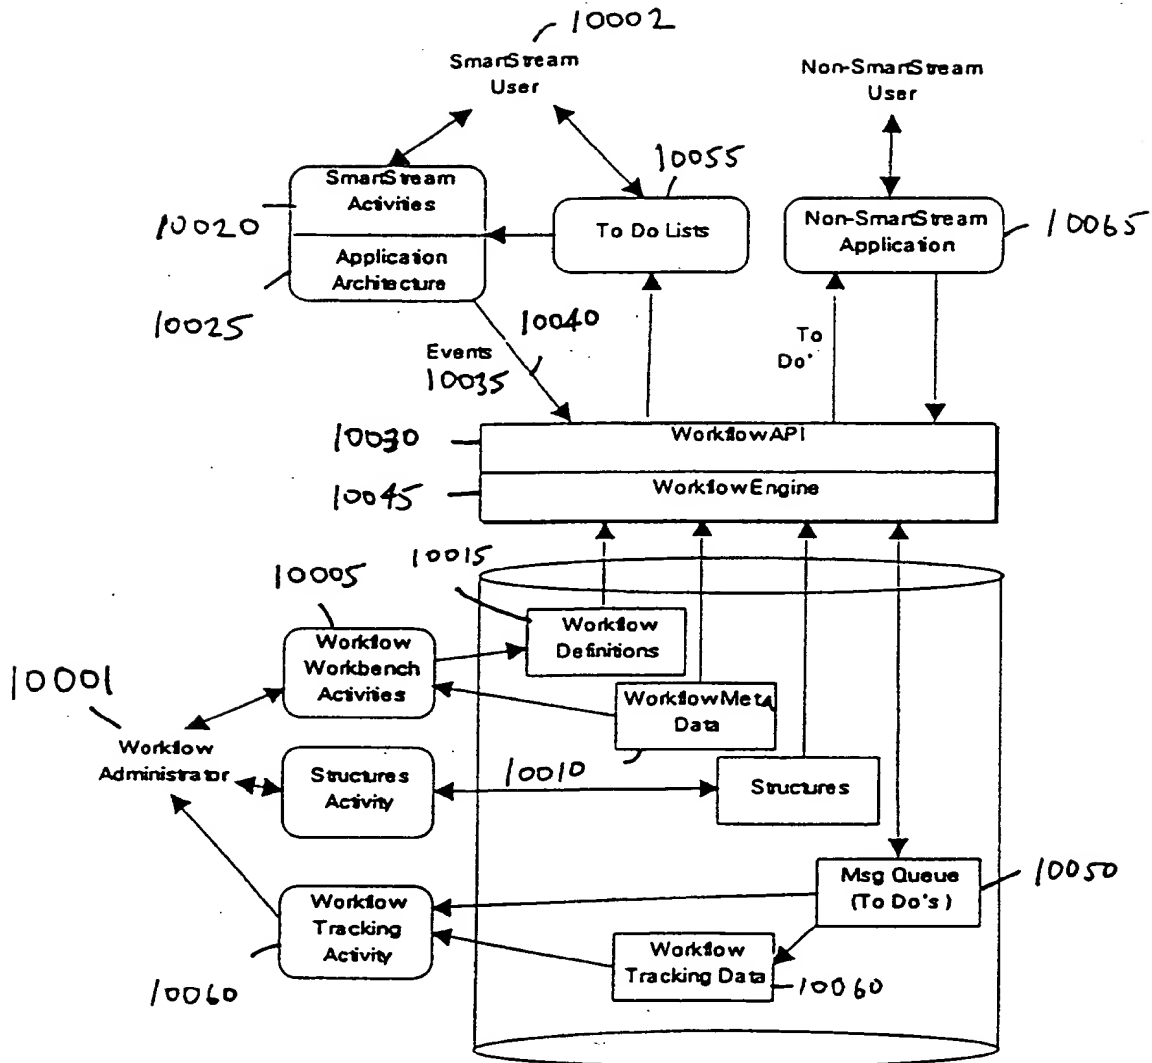 10002
SmartStream
User
Non-SmartStream
User
10055
SmartStream
Activities
10020
To Do Lists
Non-SmartStream
Application
10065
Application
Architecture
10025
10040
Events
10035
To
Do'
10030
WorkflowAPI
10045
WorkflowEngine
10015
10005
Workflow
Definitions
Workflow
Workbench
Activities
10001
WorkflowMeta
Data
Workflow
Administrator
10010
Structures
Activity
Structures
Msg Queue
(To Do's)
10050
Workflow
Tracking
Activity
Workflow
Tracking Data
10060
10060